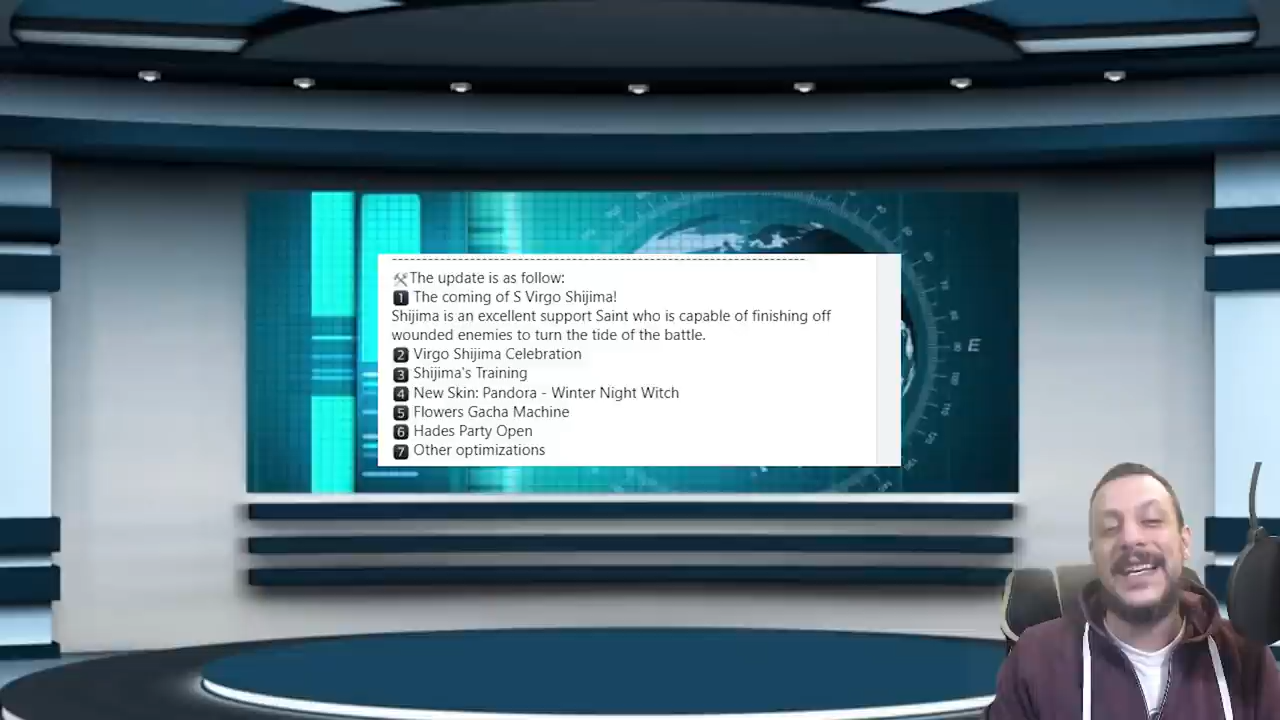 🛠The update is as follow:
1 The coming of S Virgo Shijima!
Shijima is an excellent support Saint who is capable of finishing off
wounded enemies to turn the tide of the battle.
2 Virgo Shijima Celebration
3 Shijima's Training
4 New Skin: Pandora - Winter Night Witch
5 Flowers Gacha Machine
6 Hades Party Open
7 Other optimizations
E